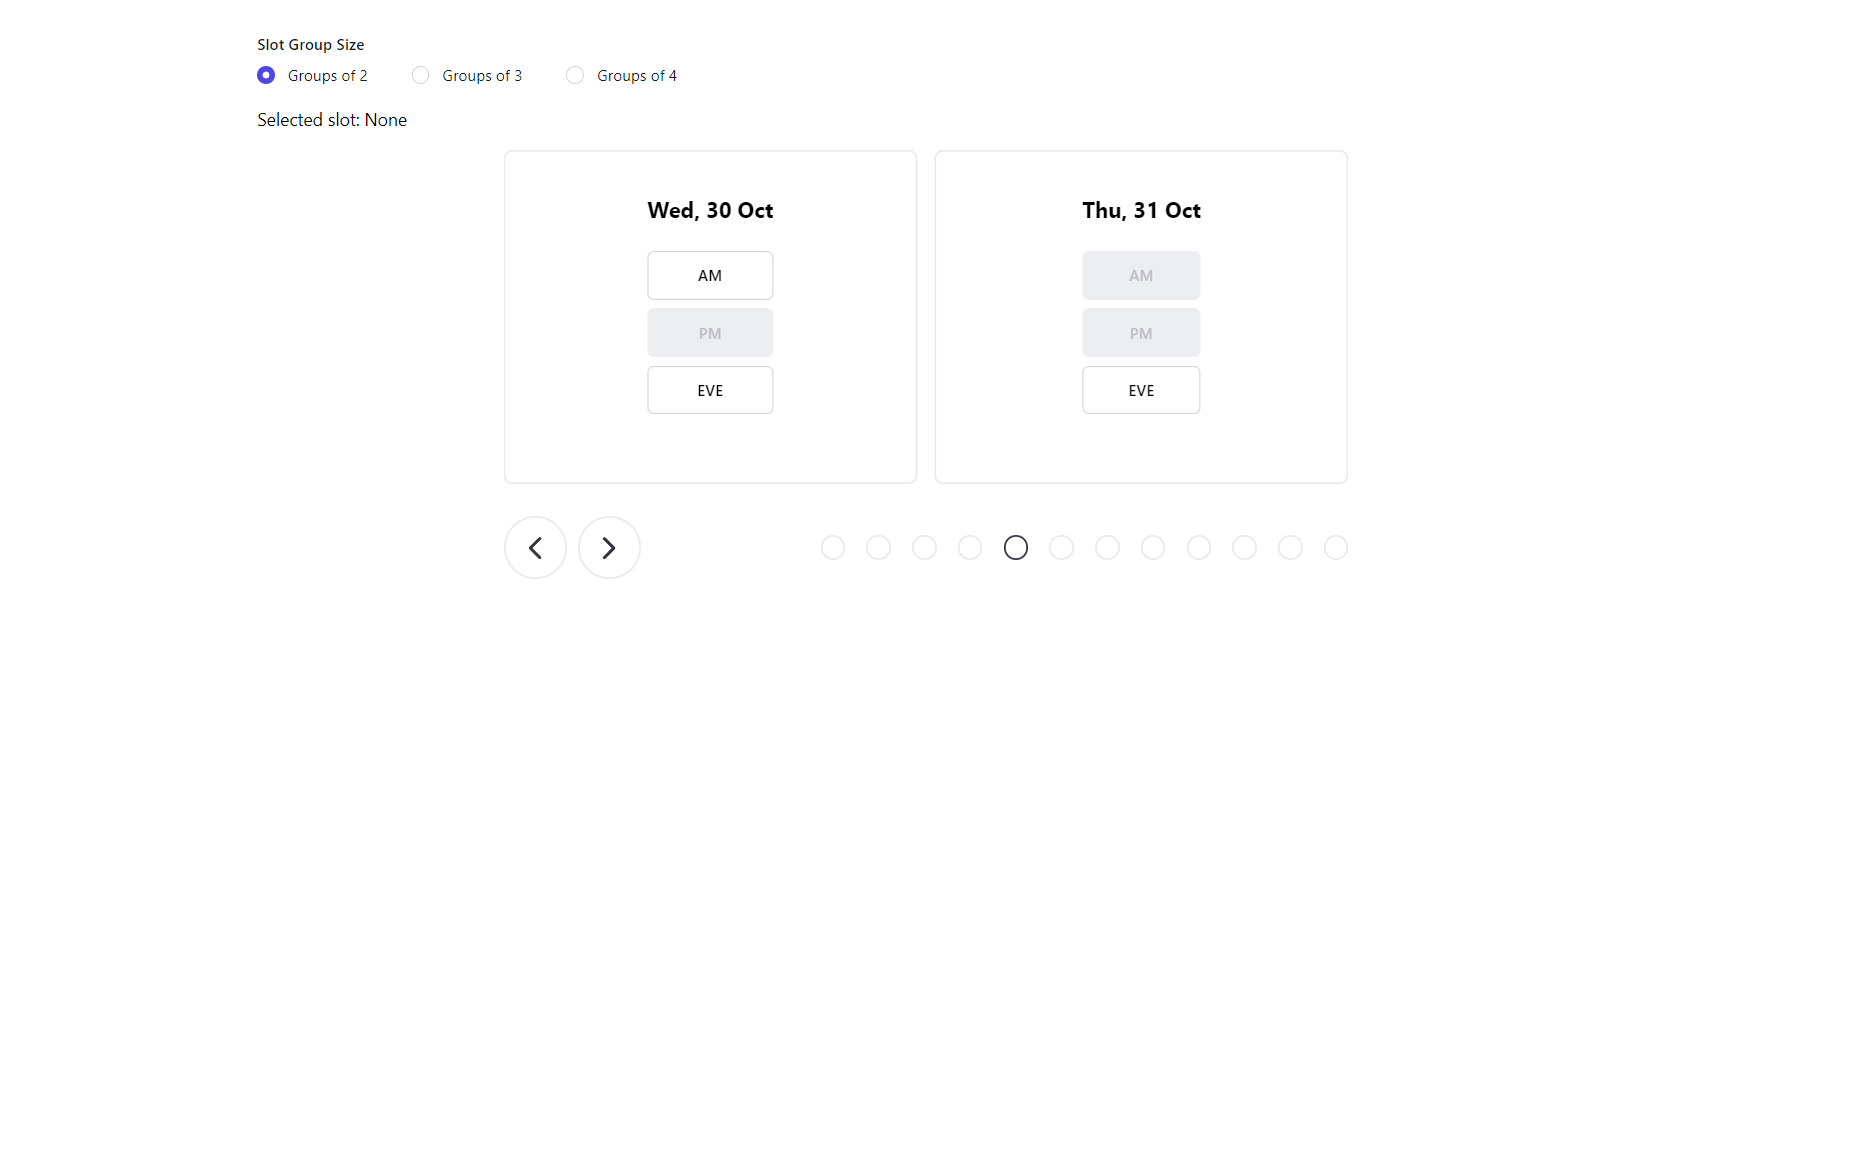 Slot Group Size
Groups of 2 Groups of 3 Groups of 4
Selected slot: None
Wed, 30 Oct
AM
PM
EVE
Thu, 31 Oct
AM
PM
EVE